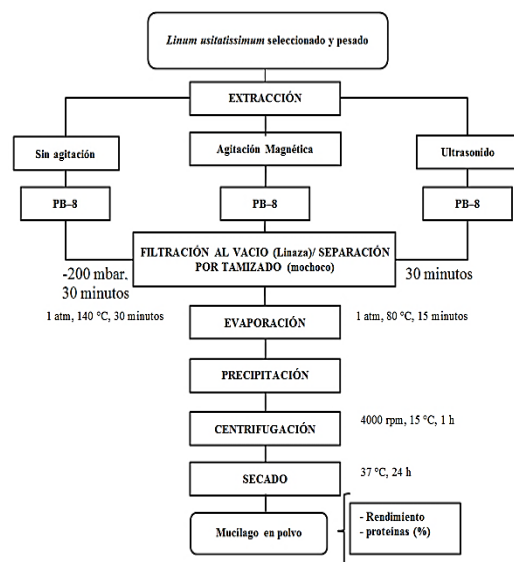 Linum usitatissimum seleccionado y pesado
EXTRACCIÓN
Sin agitación
Agitación Magnética
Ultrasonido
PB–8
PB–8
PB–8
FILTRACIÓN AL VACIO (Linaza)/ SEPARACIÓN
POR TAMIZADO (mochoco)
-200 mbar,
30 minutos
30 minutos
1 atm, 140 °C, 30 minutos
EVAPORACIÓN
1 atm, 80 °C, 15 minutos
PRECIPITACIÓN
CENTRIFUGACIÓN
4000 rpm, 15 °C, 1 h
SECADO
37 °C, 24 h
Mucílago en polvo
- Rendimiento
- proteínas (%)